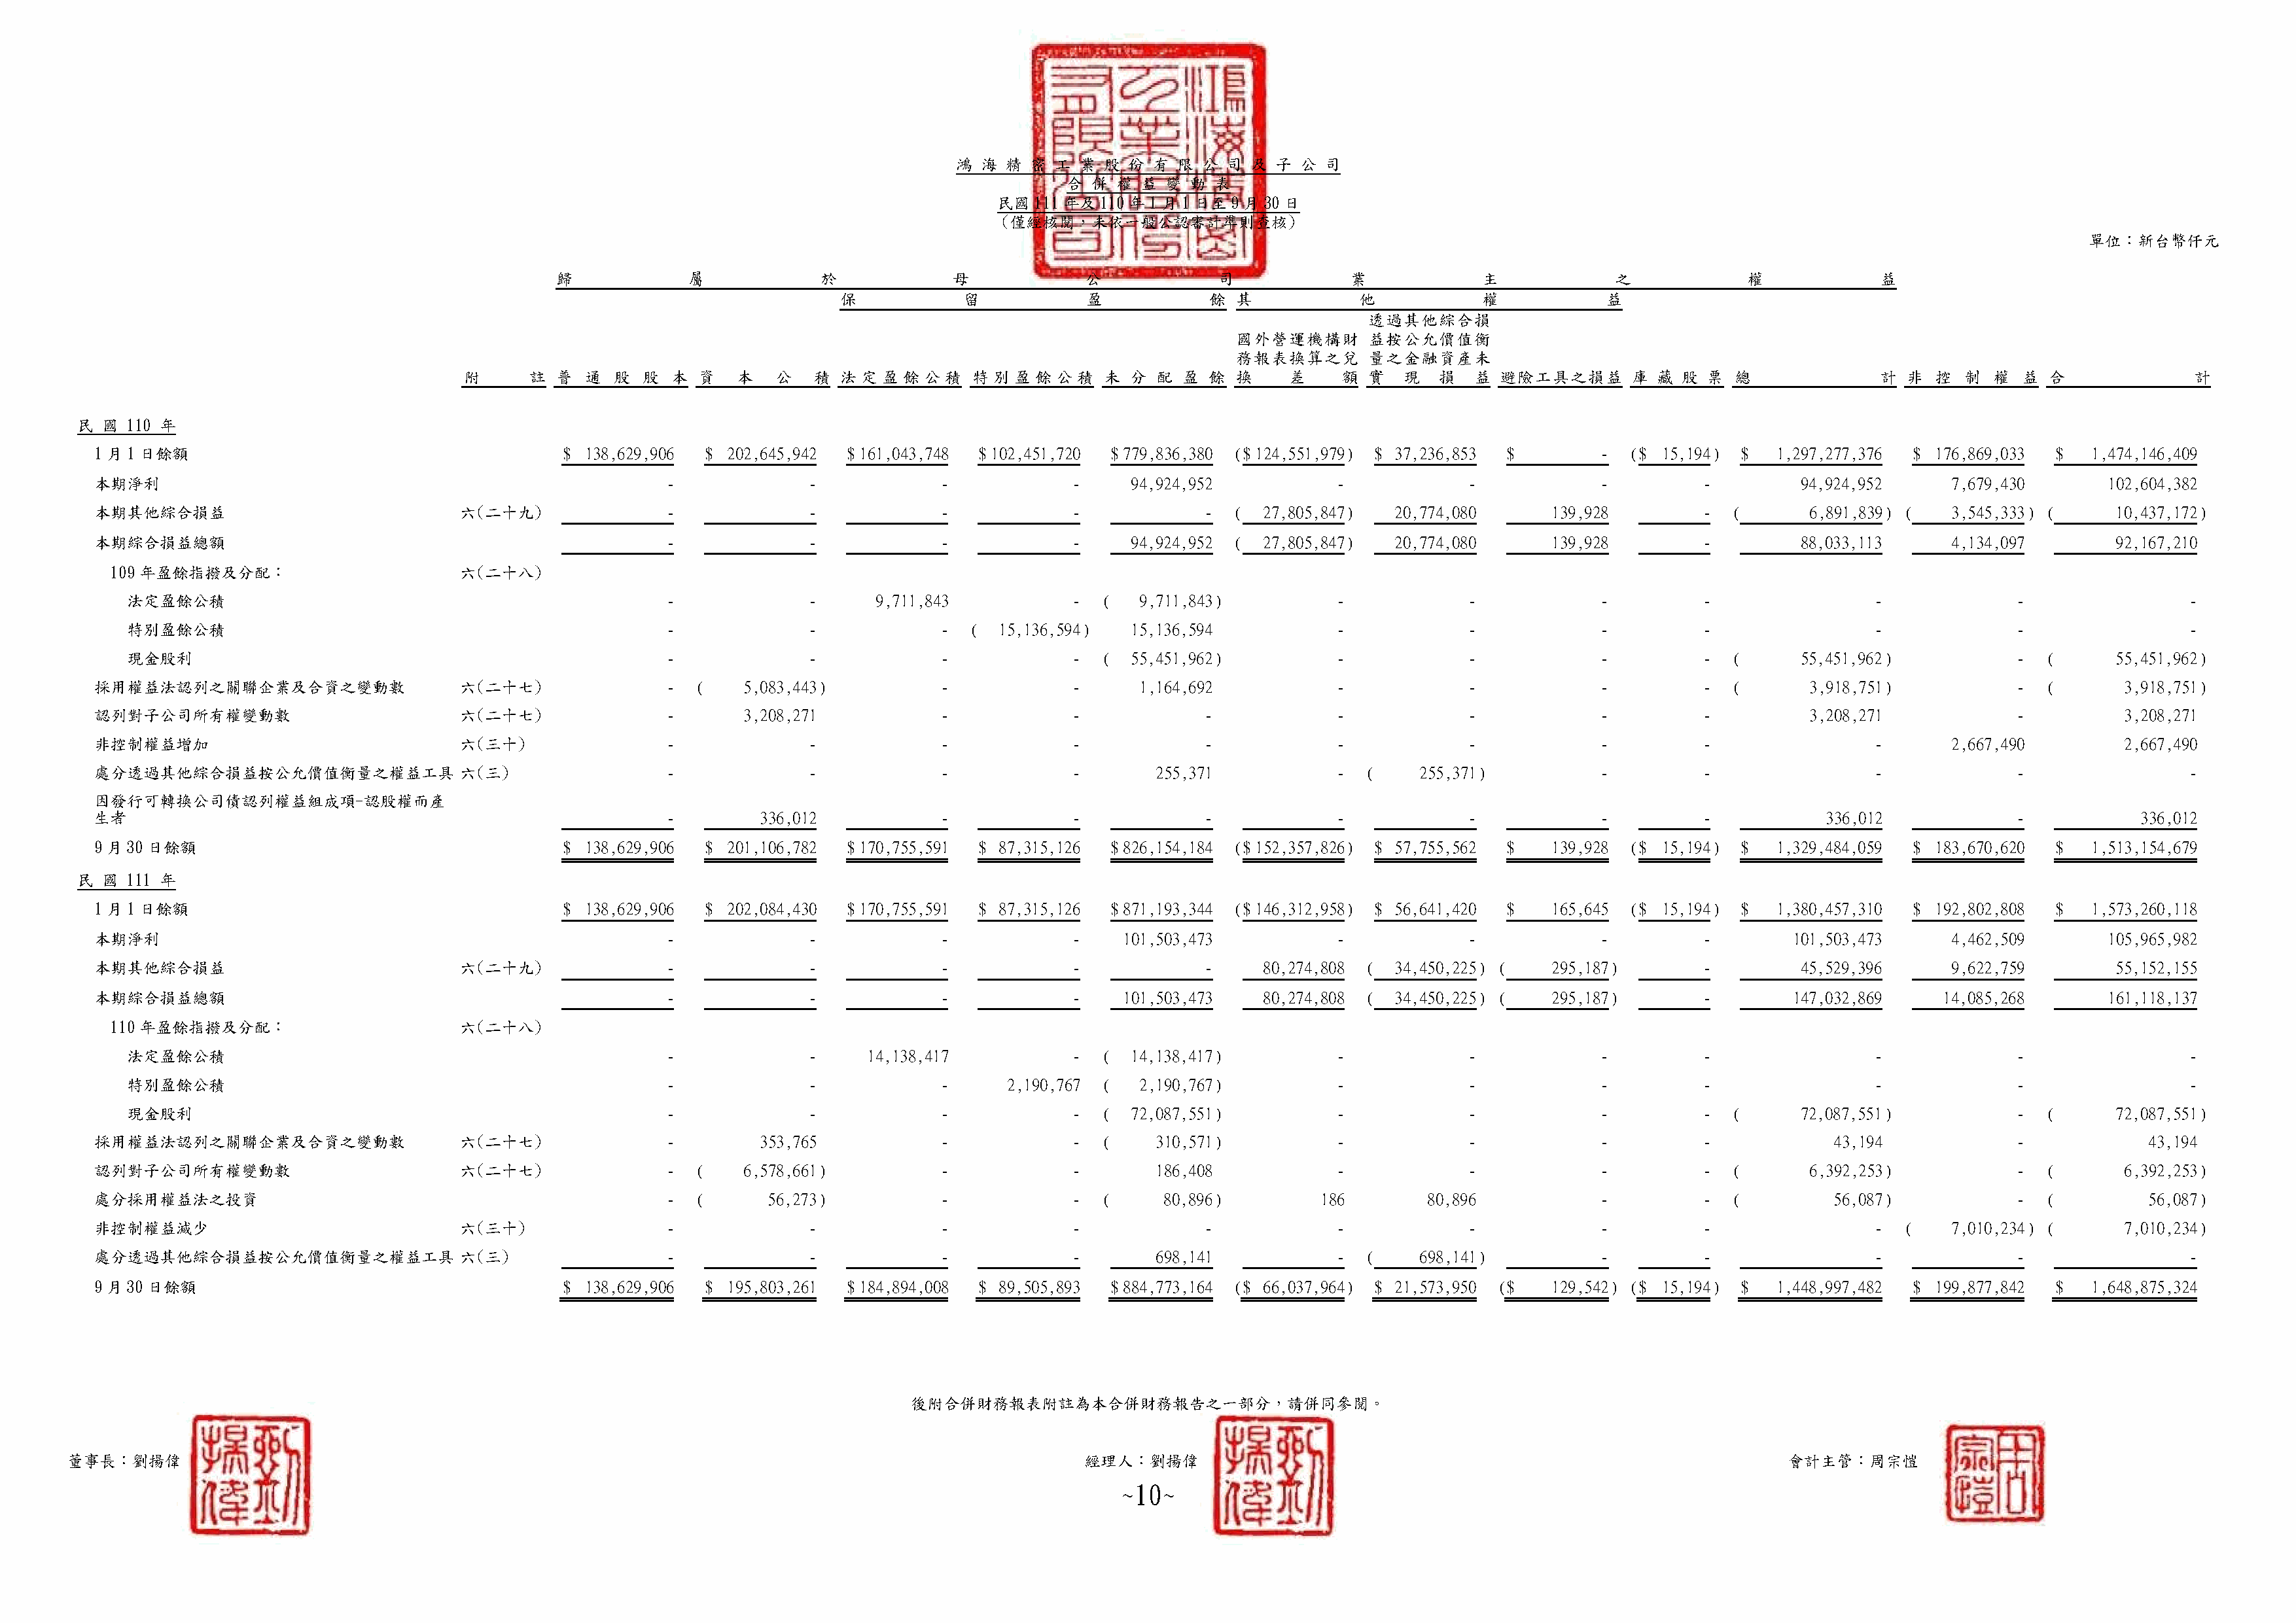 鴻海精密工業股份有限公司及子公司
合併權益變動表
民國111年及110年1月1日至9月30日
（僅經核閱，未依一般公認審計準則查核）
單位：新台幣仟元
歸 屬 於 母 公 司 業 主 之 權 益
保 留 盈 餘 其 他 權 益
透過其他綜合損
國外營運機構財 益按公允價值衡
務報表換算之兌 量之金融資產未
附 註 普通股股本 資本公積 法定盈餘公積 特別盈餘公積 未分配盈餘 換差額 實現損益 避險工具之損益 庫藏股票 總 計 非控制權益 合 計
民國 110 年
1月1日餘額 $ 138,629,906 $ 202,645,942 $161,043,748 $102,451,720 $779,836,380 ($124,551,979) $ 37,236,853 $ - ($ 15,194) $ 1,297,277,376 $ 176,869,033 $ 1,474,146,409
本期淨利 - - - - 94,924,952 - - - - 94,924,952 7,679,430 102,604,382
本期其他綜合損益 六(二十九) - - - - - ( 27,805,847) 20,774,080 139,928 - ( 6,891,839) ( 3,545,333) ( 10,437,172)
本期綜合損益總額 - - - - 94,924,952 ( 27,805,847) 20,774,080 139,928 - 88,033,113 4,134,097 92,167,210
109年盈餘指撥及分配： 六(二十八)
法定盈餘公積 - - 9,711,843 - ( 9,711,843) - - - - - - -
特別盈餘公積 - - - ( 15,136,594) 15,136,594 - - - - - - -
現金股利 - - - - ( 55,451,962) - - - - ( 55,451,962) - ( 55,451,962)
採用權益法認列之關聯企業及合資之變動數 六(二十七) - ( 5,083,443) - - 1,164,692 - - - - ( 3,918,751) - ( 3,918,751)
認列對子公司所有權變動數 六(二十七) - 3,208,271 - - - - - - - 3,208,271 - 3,208,271
非控制權益增加 六(三十) - - - - - - - - - - 2,667,490 2,667,490
處分透過其他綜合損益按公允價值衡量之權益工具 六(三) - - - - 255,371 - ( 255,371) - - - - -
因發行可轉換公司債認列權益組成項-認股權而產
生者 - 336,012 - - - - - - - 336,012 - 336,012
9月30日餘額 $ 138,629,906 $ 201,106,782 $170,755,591 $ 87,315,126 $826,154,184 ($152,357,826) $ 57,755,562 $ 139,928 ($ 15,194) $ 1,329,484,059 $ 183,670,620 $ 1,513,154,679
民國 111 年
1月1日餘額 $ 138,629,906 $ 202,084,430 $170,755,591 $ 87,315,126 $871,193,344 ($146,312,958) $ 56,641,420 $ 165,645 ($ 15,194) $ 1,380,457,310 $ 192,802,808 $ 1,573,260,118
本期淨利 - - - - 101,503,473 - - - - 101,503,473 4,462,509 105,965,982
本期其他綜合損益 六(二十九) - - - - - 80,274,808 ( 34,450,225) ( 295,187) - 45,529,396 9,622,759 55,152,155
本期綜合損益總額 - - - - 101,503,473 80,274,808 ( 34,450,225) ( 295,187) - 147,032,869 14,085,268 161,118,137
110年盈餘指撥及分配： 六(二十八)
法定盈餘公積 - - 14,138,417 - ( 14,138,417) - - - - - - -
特別盈餘公積 - - - 2,190,767 ( 2,190,767) - - - - - - -
現金股利 - - - - ( 72,087,551) - - - - ( 72,087,551) - ( 72,087,551)
採用權益法認列之關聯企業及合資之變動數 六(二十七) - 353,765 - - ( 310,571) - - - - 43,194 - 43,194
認列對子公司所有權變動數 六(二十七) - ( 6,578,661) - - 186,408 - - - - ( 6,392,253) - ( 6,392,253)
處分採用權益法之投資 - ( 56,273) - - ( 80,896) 186 80,896 - - ( 56,087) - ( 56,087)
非控制權益減少 六(三十) - - - - - - - - - - ( 7,010,234) ( 7,010,234)
處分透過其他綜合損益按公允價值衡量之權益工具 六(三) - - - - 698,141 - ( 698,141) - - - - -
9月30日餘額 $ 138,629,906 $ 195,803,261 $184,894,008 $ 89,505,893 $884,773,164 ($ 66,037,964) $ 21,573,950 ($ 129,542) ($ 15,194) $ 1,448,997,482 $ 199,877,842 $ 1,648,875,324
後附合併財務報表附註為本合併財務報告之一部分，請併同參閱。
董事長：劉揚偉 經理人：劉揚偉 會計主管：周宗愷
~10~